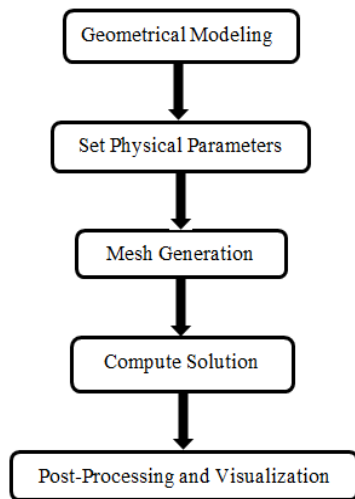 Geometrical Modeling
Set Physical Parameters
Mesh Generation
Compute Solution
Post-Processing and Visualization